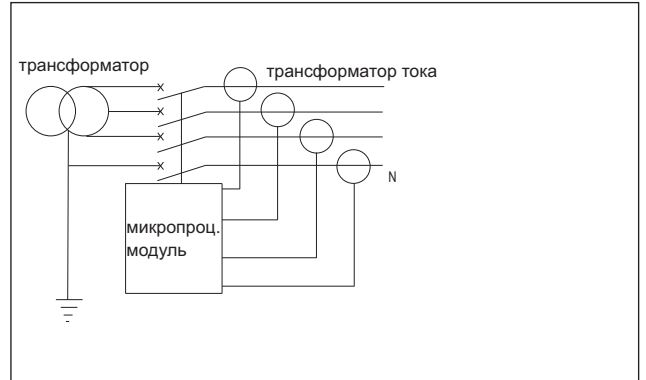 трансформатор
трансформатор тока
N
микропроц.
модуль